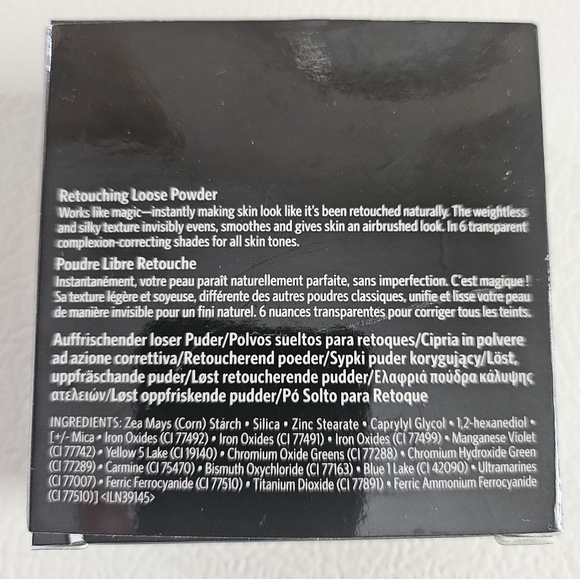 Retouching Loose Powder
Works like magic—instantly making skin look like it's been retouched naturally. The weightless
and silky texture invisibly evens, smoothes and gives skin an airbrushed look. In 6 transparent
complexion-correcting shades for all skin tones.
Poudre Libre Retouche
Instantanément, votre peau paraît naturellement parfaite, sans imperfection. C'est magique !
Sa texture légère et soyeuse, différente des autres poudres classiques, unifie et lisse votre peau
de manière invisible pour un fini naturel. 6 nuances transparentes pour corriger tous les teints.
Auffrischender loser Puder/Polvos sueltos para retoques/Cipria in polvere
ad azione correttiva/Retoucherend poeder/Sypki puder korygujący/Löst,
uppfräschande puder/Løst retoucherende pudder/Ελαφριά πούδρα κάλυψης
ατελειών/Løst oppfriskende pudder/Pó Solto para Retoque
INGREDIENTS: Zea Mays (Corn) Stårch • Silica • Zinc Stearate • Caprylyl Glycol • 1,2-hexanediol •
[+/- Mica • Iron Oxides (CI 77492) • Iron Oxides (CI 77491) • Iron Oxides (CI 77499) • Manganese Violet
(CI 77742) • Yellow 5 Lake (CI 19140) • Chromium Oxide Greens (CI 77288) • Chromium Hydroxide Green
(CI 77289) • Carmine (CI 75470) • Bismuth Oxychloride (CI 77163) • Blue 1 Lake (CI 42090) • Ultramarines
(CI 77007) • Ferric Ferrocyanide (CI 77510) • Titanium Dioxide (CI 77891) • Ferric Ammonium Ferrocyanide
(CI 77510)] <ILN39145>